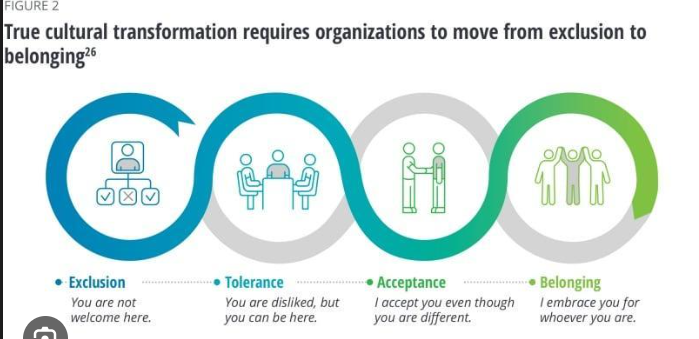 FIGURE 2
True cultural transformation requires organizations to move from exclusion to
belonging26
Exclusion
You are not
welcome here.
Tolerance
You are disliked, but
you can be here.
Acceptance
I accept you even though
you are different.
Belonging
I embrace you for
whoever you are.